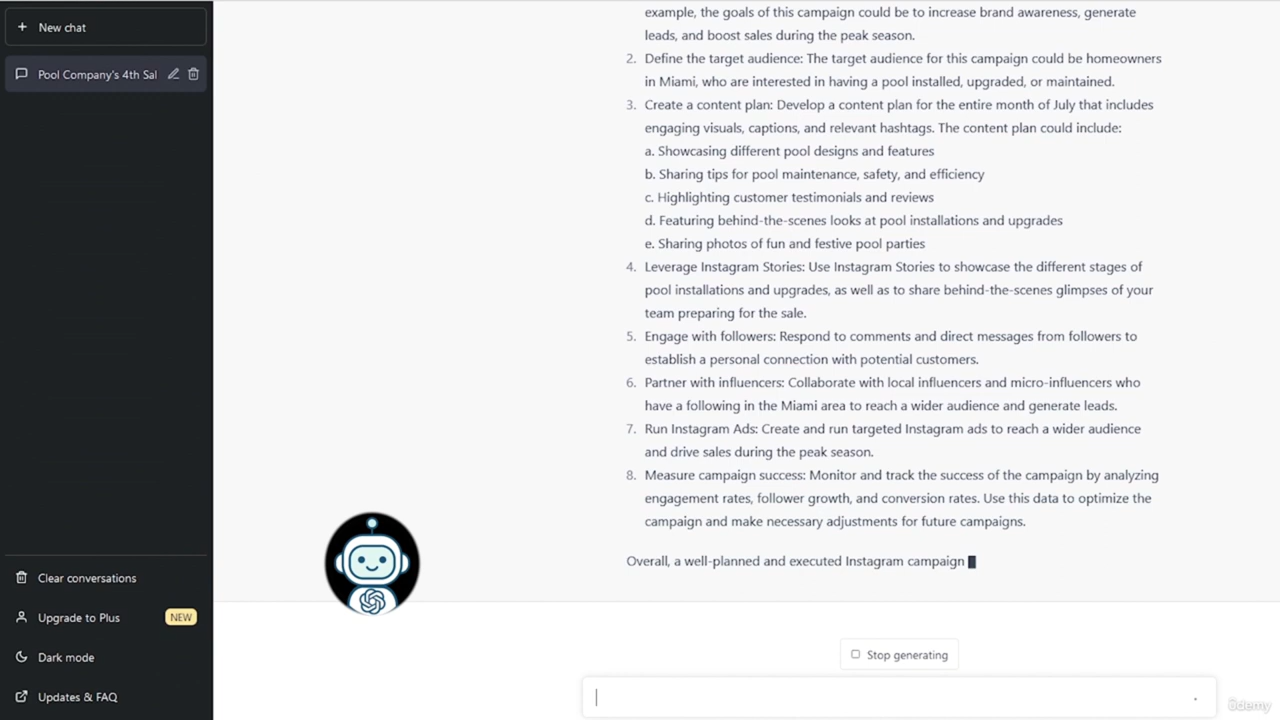 New chat
Pool Company's 4th Sal
Clear conversations
Upgrade to Plus
NEW
Dark mode
Updates & FAQ
example, the goals of this campaign could be to increase brand awareness, generate
leads, and boost sales during the peak season.
2. Define the target audience: The target audience for this campaign could be homeowners
in Miami, who are interested in having a pool installed, upgraded, or maintained.
3. Create a content plan: Develop a content plan for the entire month of July that includes
engaging visuals, captions, and relevant hashtags. The content plan could include:
a. Showcasing different pool designs and features
b. Sharing tips for pool maintenance, safety, and efficiency
c. Highlighting customer testimonials and reviews
d. Featuring behind-the-scenes looks at pool installations and upgrades
e. Sharing photos of fun and festive pool parties
4. Leverage Instagram Stories: Use Instagram Stories to showcase the different stages of
pool installations and upgrades, as well as to share behind-the-scenes glimpses of your
team preparing for the sale.
5. Engage with followers: Respond to comments and direct messages from followers to
establish a personal connection with potential customers.
6. Partner with influencers: Collaborate with local influencers and micro-influencers who
have a following in the Miami area to reach a wider audience and generate leads.
7. Run Instagram Ads: Create and run targeted Instagram ads to reach a wider audience
and drive sales during the peak season.
8. Measure campaign success: Monitor and track the success of the campaign by analyzing
engagement rates, follower growth, and conversion rates. Use this data to optimize the
campaign and make necessary adjustments for future campaigns.
Overall, a well-planned and executed Instagram campaign
Stop generating
ûdemy